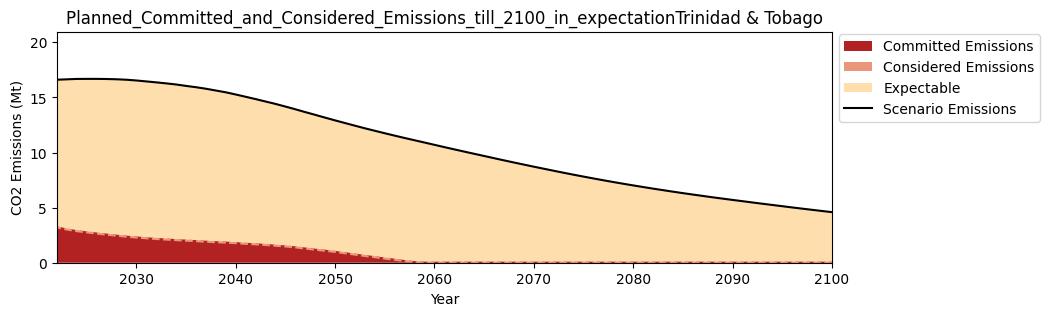 Planned_Committed_and_Considered_Emissions_till_2100_in_expectationTrinidad & Tobago
CO2 Emissions (Mt)
20
15
10
5
0
2030 2040 2050 2060 2070 2080 2090 2100
Year
Committed Emissions
Considered Emissions
Expectable
Scenario Emissions